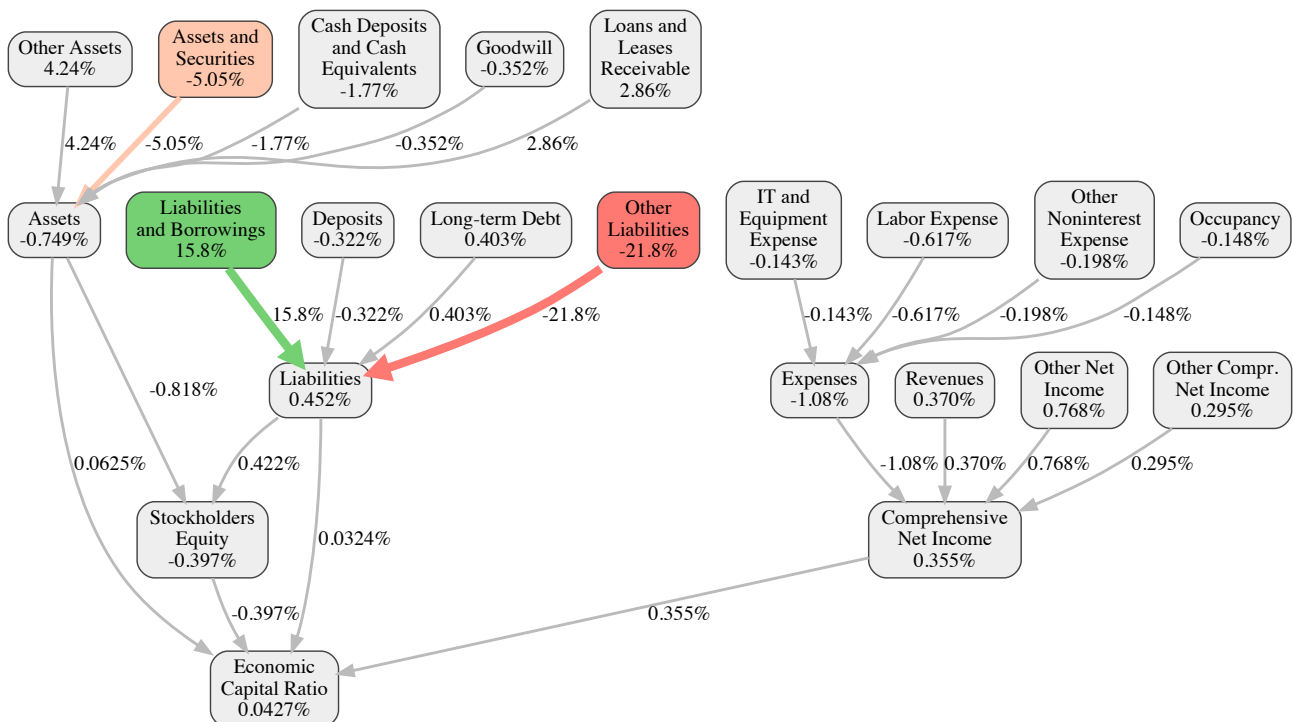 Other Assets
4.24%
Assets and
Securities
-5.05%
Cash Deposits
and Cash
Equivalents
-1.77%
Goodwill
-0.352%
Loans and
Leases
Receivable
2.86%
4.24%
-5.05%
-1.77%
-0.352%
2.86%
Assets
-0.749%
Liabilities
and Borrowings
15.8%
Deposits
-0.322%
Long-term Debt
0.403%
Other
Liabilities
-21.8%
IT and
Equipment
Expense
-0.143%
Labor Expense
-0.617%
Other
Noninterest
Expense
-0.198%
Occupancy
-0.148%
15.8%
-0.322%
0.403%
-21.8%
-0.143%
-0.617%
-0.198%
-0.148%
Liabilities
0.452%
Expenses
-1.08%
Revenues
0.370%
Other Net
Income
0.768%
Other Compr.
Net Income
0.295%
-0.818%
0.0625%
0.422%
-1.08%
0.370%
0.768%
0.295%
Stockholders
Equity
-0.397%
0.0324%
Comprehensive
Net Income
0.355%
-0.397%
0.355%
Economic
Capital Ratio
0.0427%